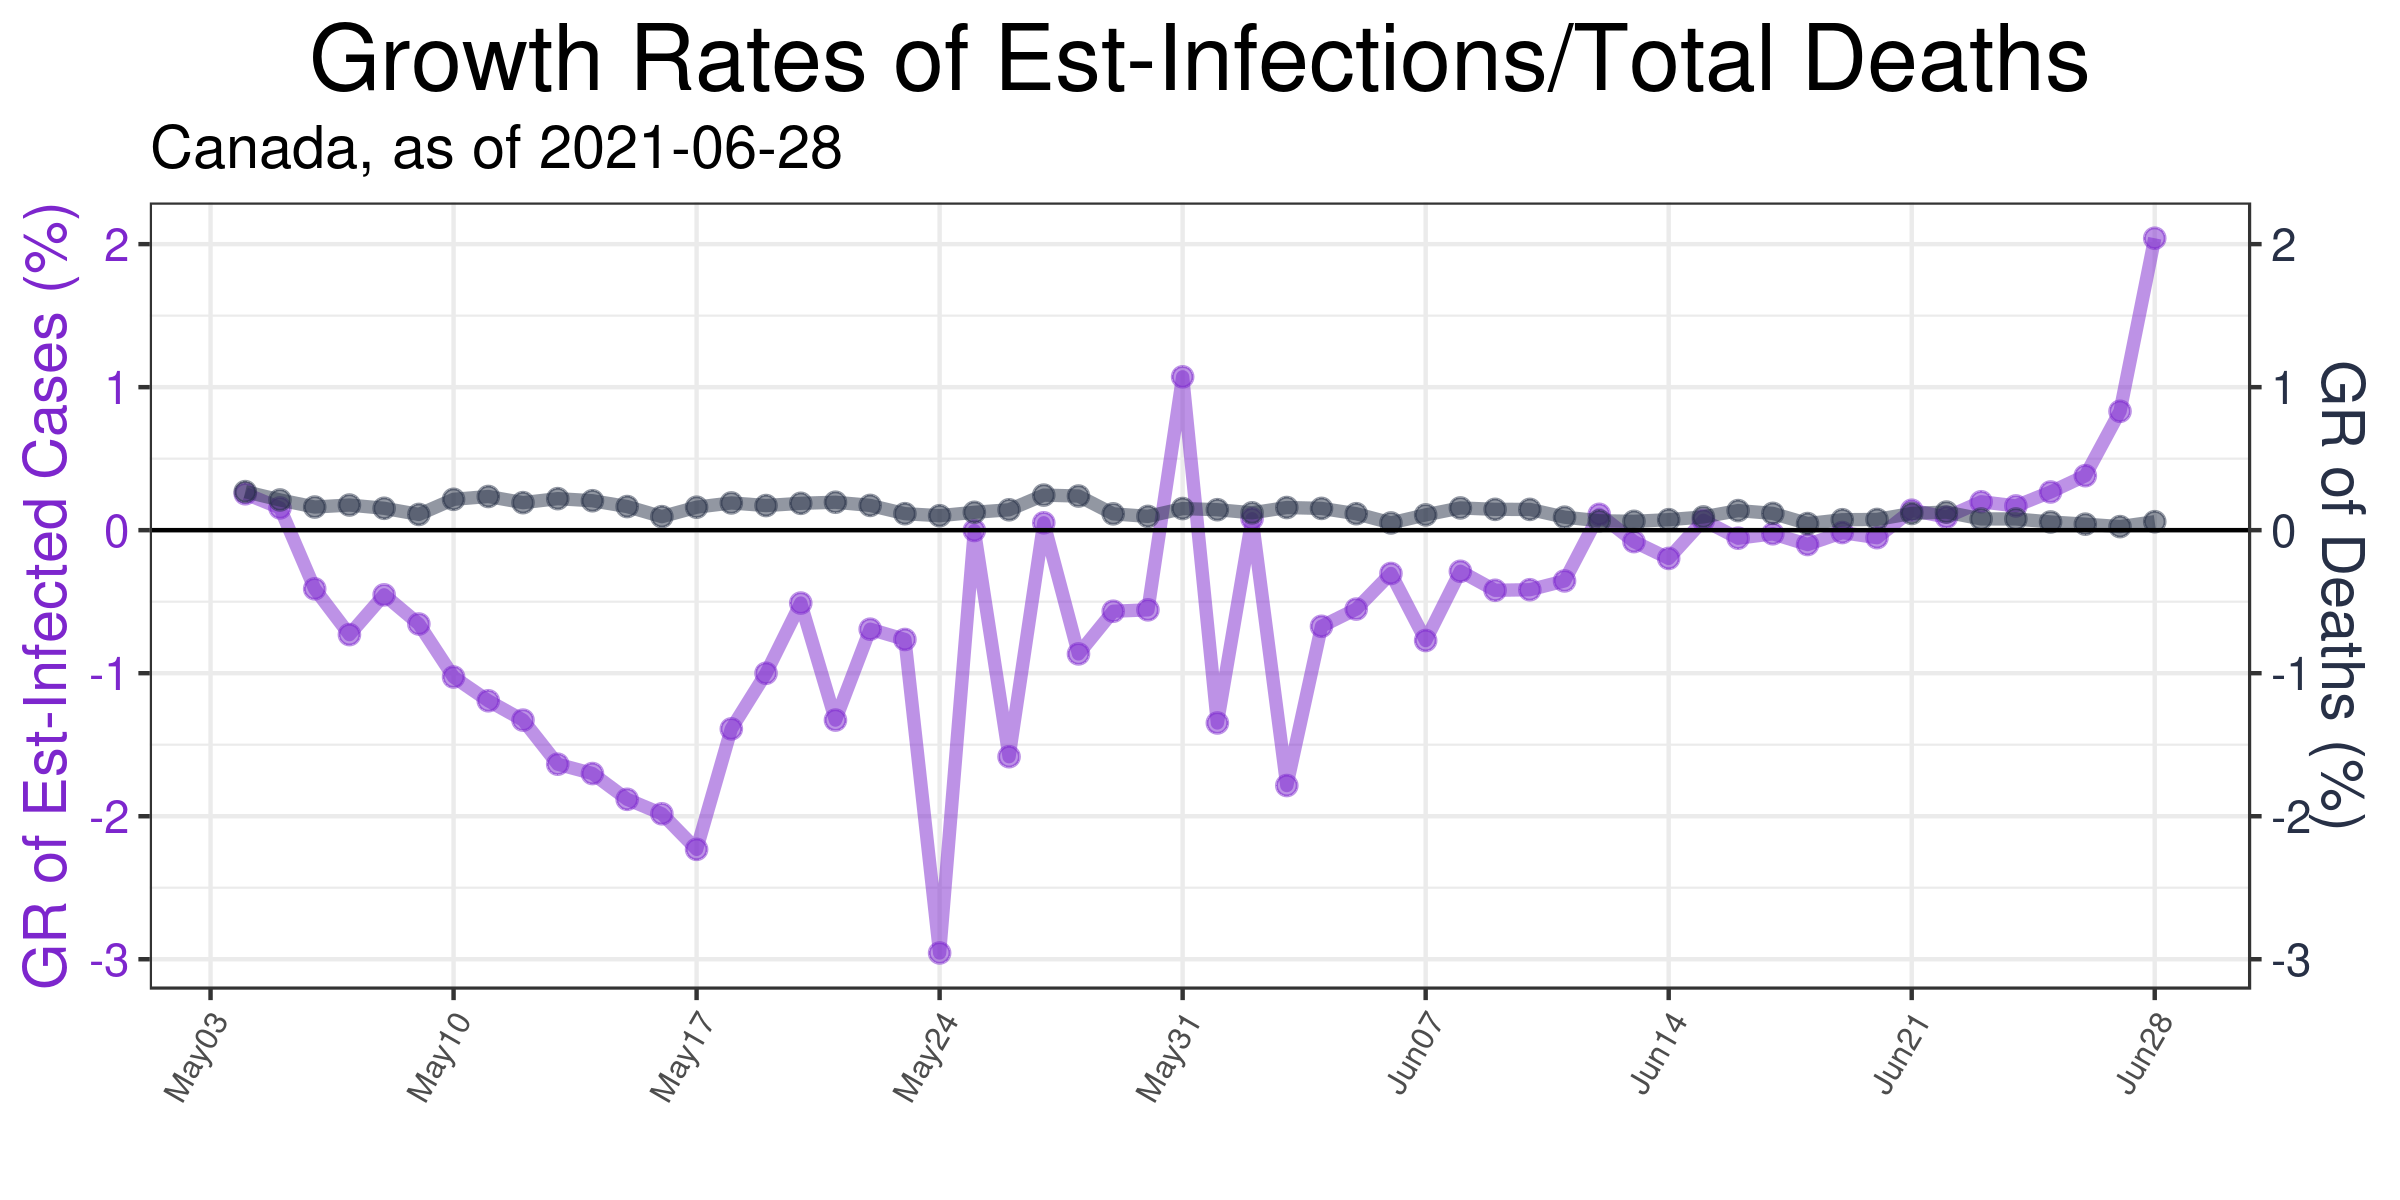 Growth Rates of Est-Infections/Total Deaths
Canada, as of 2021-06-28
GR of Est-Infected Cases (%)
2
1
0
-1
-2
-3
2
1
0
-1
-2
-3
GR of Deaths (%)
May03
May10
May17
May24
May31
Jun07
Jun14
Jun21
Jun28